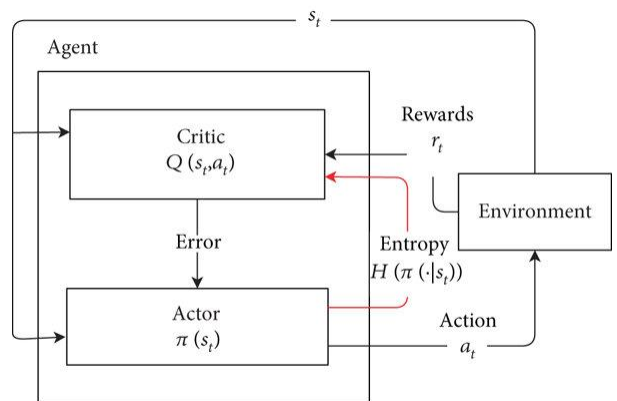 s_t
Agent
Critic
Q (s_t,a_t)
Rewards
r_t
Environment
Error
Entropy
H (π (·|s_t))
Actor
π (s_t)
Action
a_t